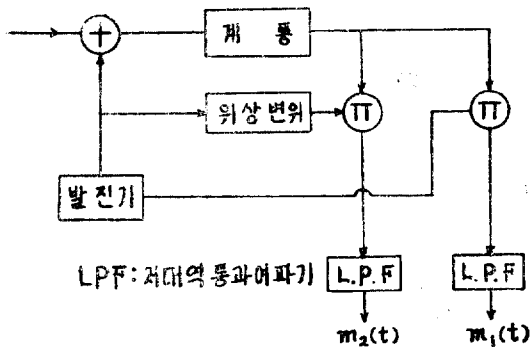 +
계 통
위상변위
π
π
발진기
LPF: 저대역통과여파기
L.P.F
L.P.F
m₂(t)
m₁(t)